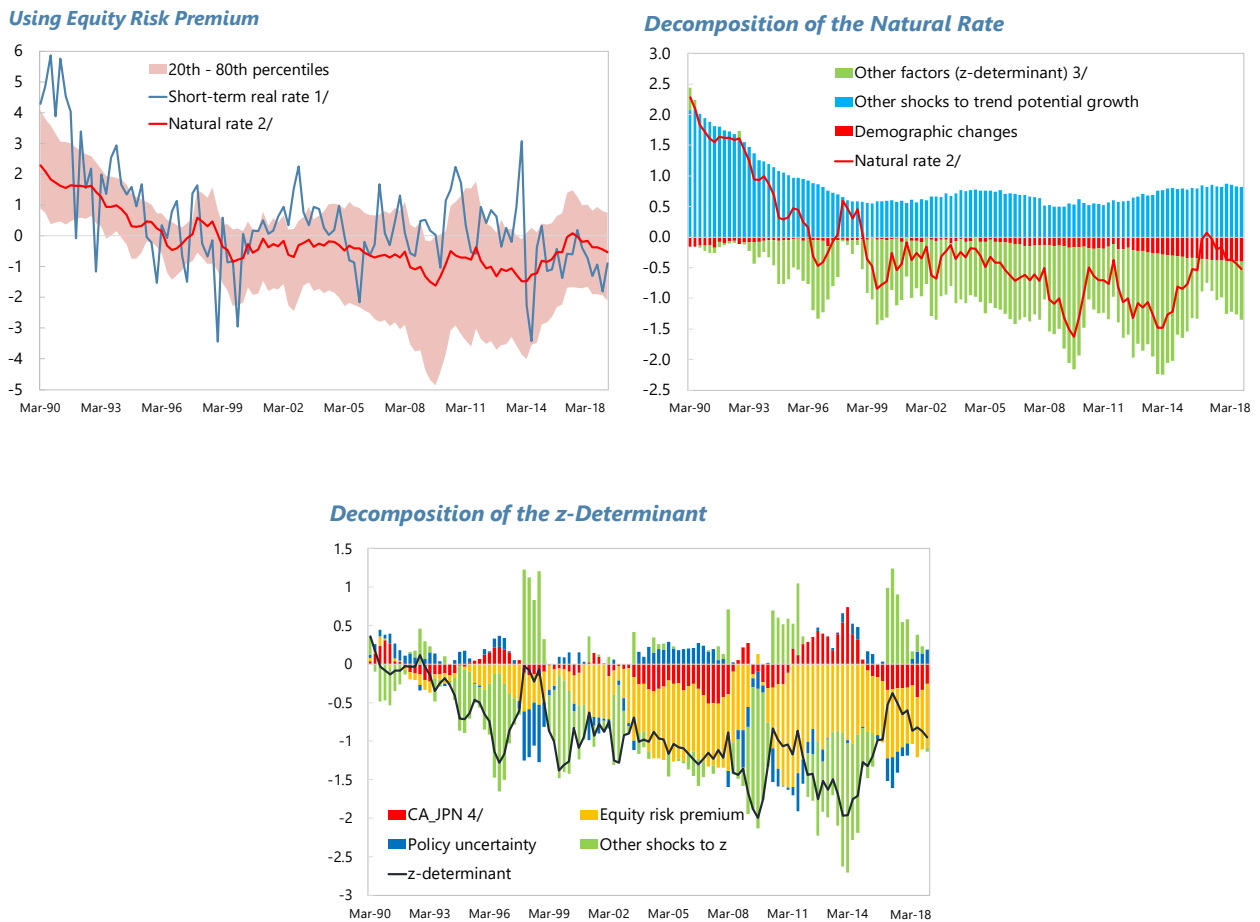 Using Equity Risk Premium
6
5
4
3
2
1
0
-1
-2
-3
-4
-5
20th - 80th percentiles
Short-term real rate 1/
Natural rate 2/
Mar-90 Mar-93 Mar-96 Mar-99 Mar-02 Mar-05 Mar-08 Mar-11 Mar-14 Mar-18
Decomposition of the Natural Rate
3.0
2.5
2.0
1.5
1.0
0.5
0.0
-0.5
-1.0
-1.5
-2.0
-2.5
Other factors (z-determinant) 3/
Other shocks to trend potential growth
Demographic changes
Natural rate 2/
Mar-90 Mar-93 Mar-96 Mar-99 Mar-02 Mar-05 Mar-08 Mar-11 Mar-14 Mar-18
Decomposition of the z-Determinant
1.5
1
0.5
0
-0.5
-1
-1.5
-2
-2.5
-3
CA_JPN 4/ Equity risk premium
Policy uncertainty Other shocks to z
z-determinant
Mar-90 Mar-93 Mar-96 Mar-99 Mar-02 Mar-05 Mar-08 Mar-11 Mar-14 Mar-18